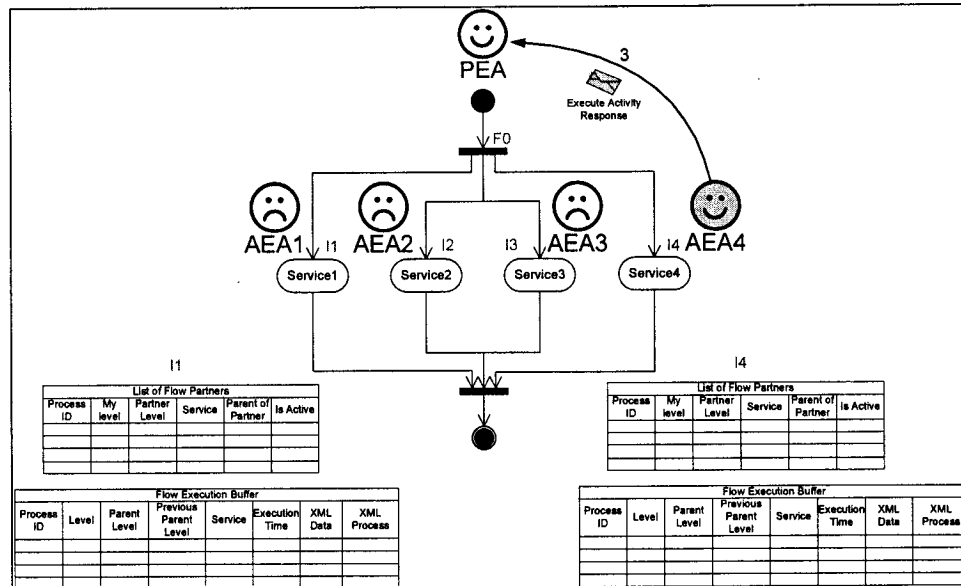 PEA
3
Execute Activity
Response
F0
AEA1
AEA2
AEA3
AEA4
I1
I2
I3
I4
Service1
Service2
Service3
Service4
I1
List of Flow Partners
Process ID My level Partner Level Service Parent of Partner Is Active
Flow Execution Buffer
Process ID Level Parent Level Previous Parent Level Service Execution Time XML Data XML Process
I4
List of Flow Partners
Process ID My level Partner Level Service Parent of Partner Is Active
Flow Execution Buffer
Process ID Level Parent Level Previous Parent Level Service Execution Time XML Data XML Process